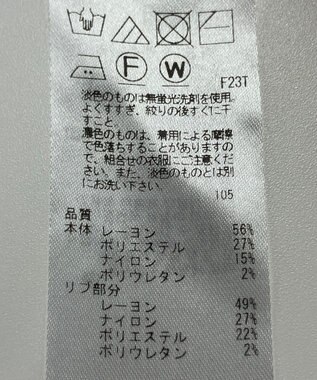 F W
F23T
淡色のものは無蛍光洗剤を使用、
よくすすぎ、絞りの後すぐに干
すこと。
濃色のものは、着用による摩擦
で色落ちすることがありますの
で、組合せの衣服にご注意くだ
さい。また、淡色のものとは別
にお洗い下さい。
105
品質
本体 レーヨン 56%
ポリエステル 27%
ナイロン 15%
ポリウレタン 2%
リブ部分
レーヨン 49%
ナイロン 27%
ポリエステル 22%
ポリウレタン 2%